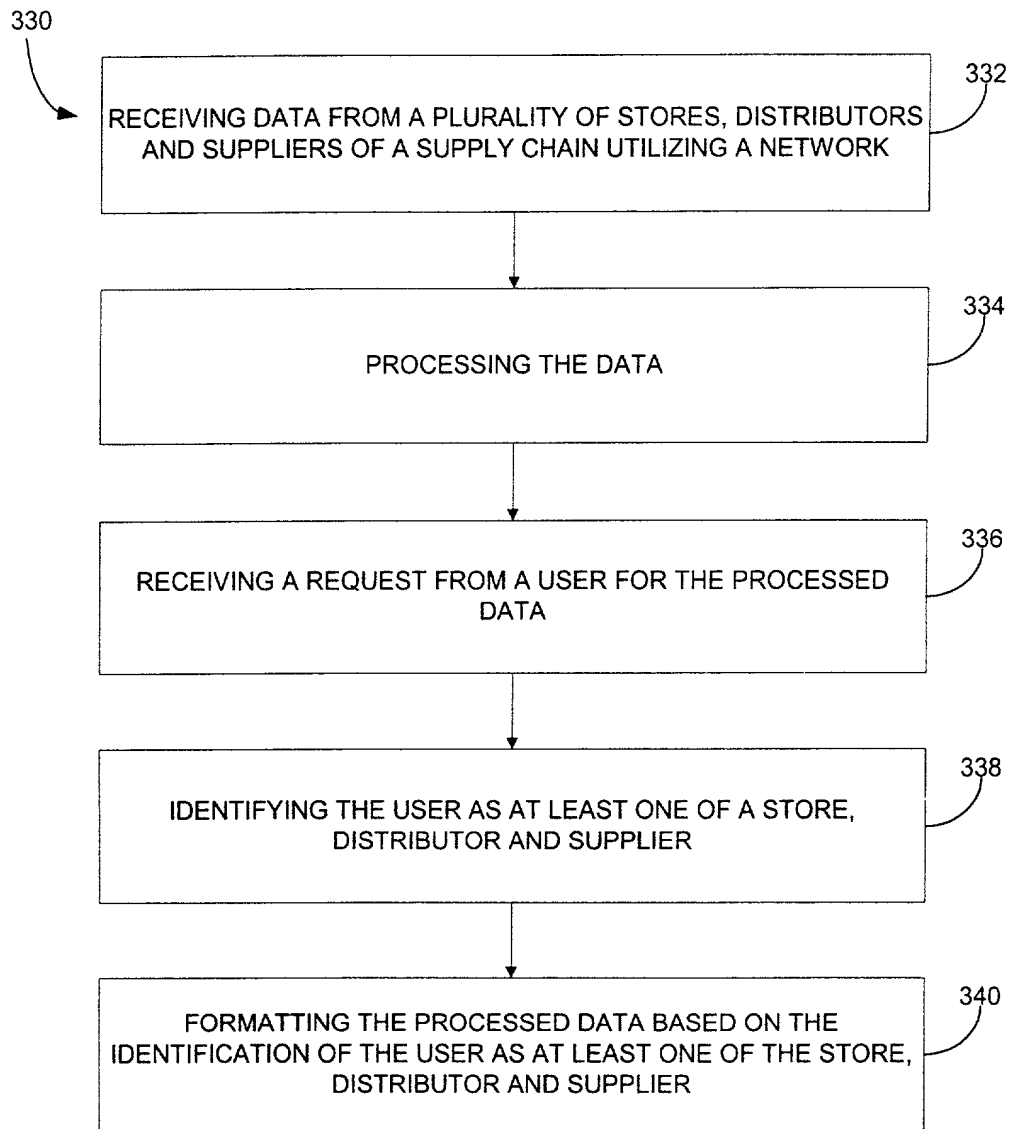 330
332
RECEIVING DATA FROM A PLURALITY OF STORES, DISTRIBUTORS
AND SUPPLIERS OF A SUPPLY CHAIN UTILIZING A NETWORK
334
PROCESSING THE DATA
336
RECEIVING A REQUEST FROM A USER FOR THE PROCESSED
DATA
338
IDENTIFYING THE USER AS AT LEAST ONE OF A STORE,
DISTRIBUTOR AND SUPPLIER
340
FORMATTING THE PROCESSED DATA BASED ON THE
IDENTIFICATION OF THE USER AS AT LEAST ONE OF THE STORE,
DISTRIBUTOR AND SUPPLIER